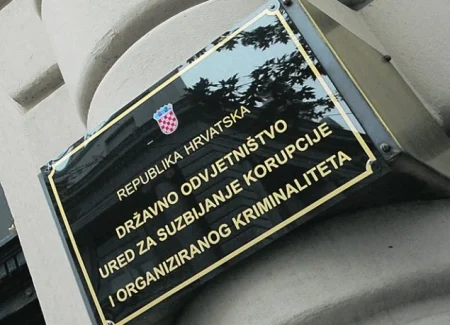 REPUBLIKA HRVATSKA
DRŽAVNO ODVJETNIŠTVO
URED ZA SUZBIJANJE KORUPCIJE
I ORGANIZIRANOG KRIMINALITETA